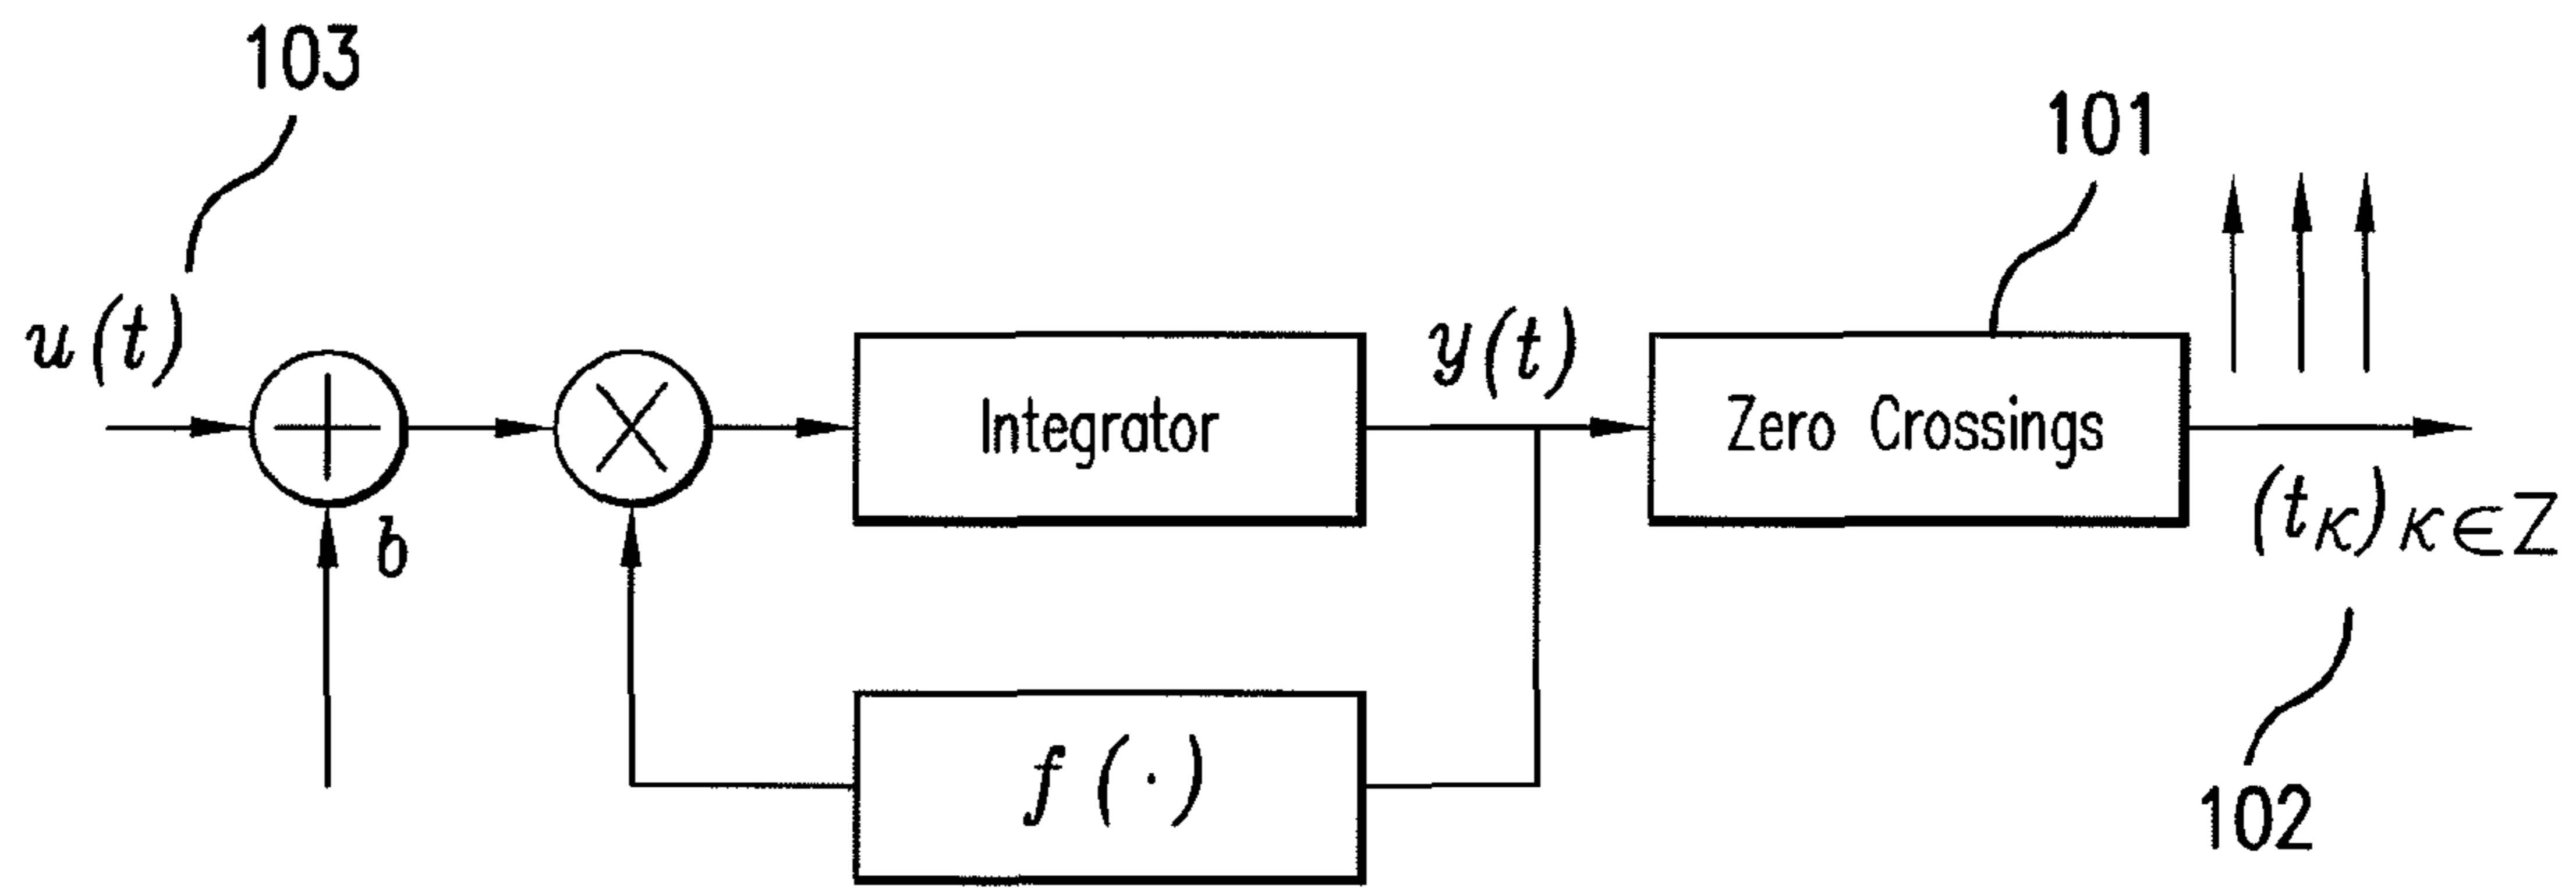 103
101
u(t)
y(t)
Integrator
Zero Crossings
b
(tκ)κ∈Z
f(·)
102